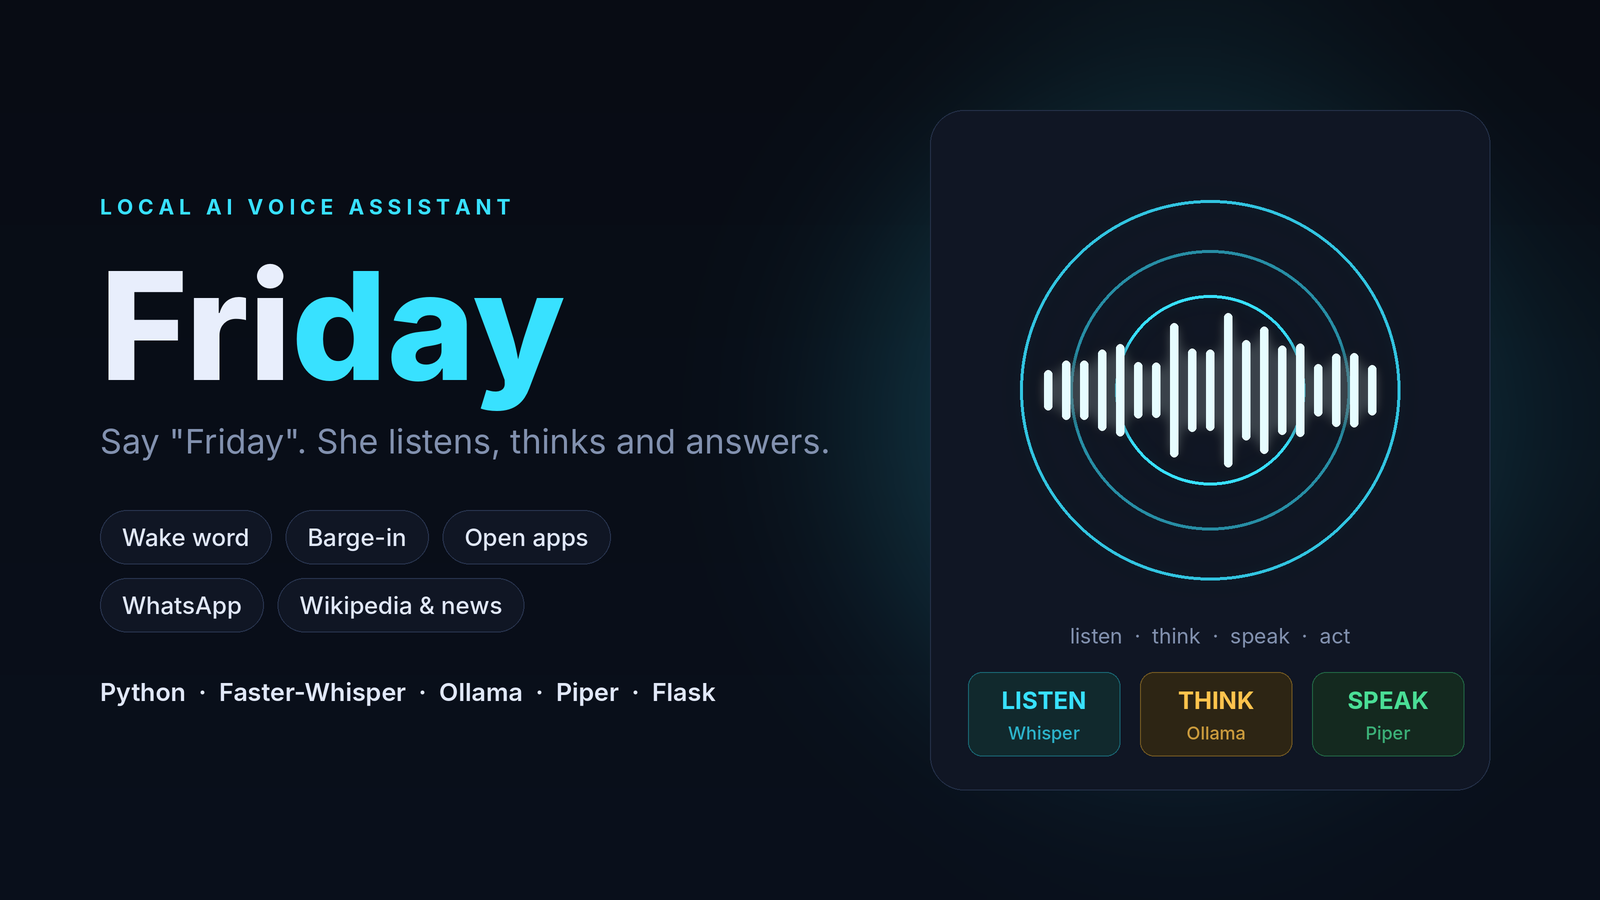 LOCAL AI VOICE ASSISTANT
Friday
Say "Friday". She listens, thinks and answers.
Wake word
Barge-in
Open apps
WhatsApp
Wikipedia & news
Python · Faster-Whisper · Ollama · Piper · Flask
listen · think · speak · act
LISTEN
Whisper
THINK
Ollama
SPEAK
Piper